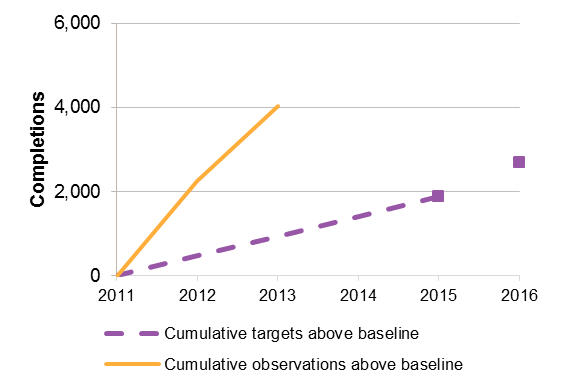 6,000
4,000
2,000
0
Completions
2011 2012 2013 2014 2015 2016
Cumulative targets above baseline
Cumulative observations above baseline